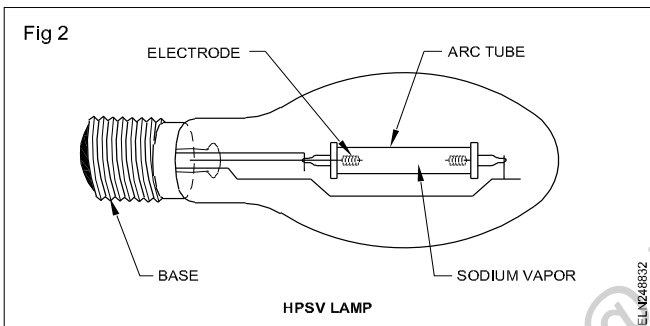 Fig 2
ELECTRODE
ARC TUBE
BASE
SODIUM VAPOR
HPSV LAMP
ELN248832